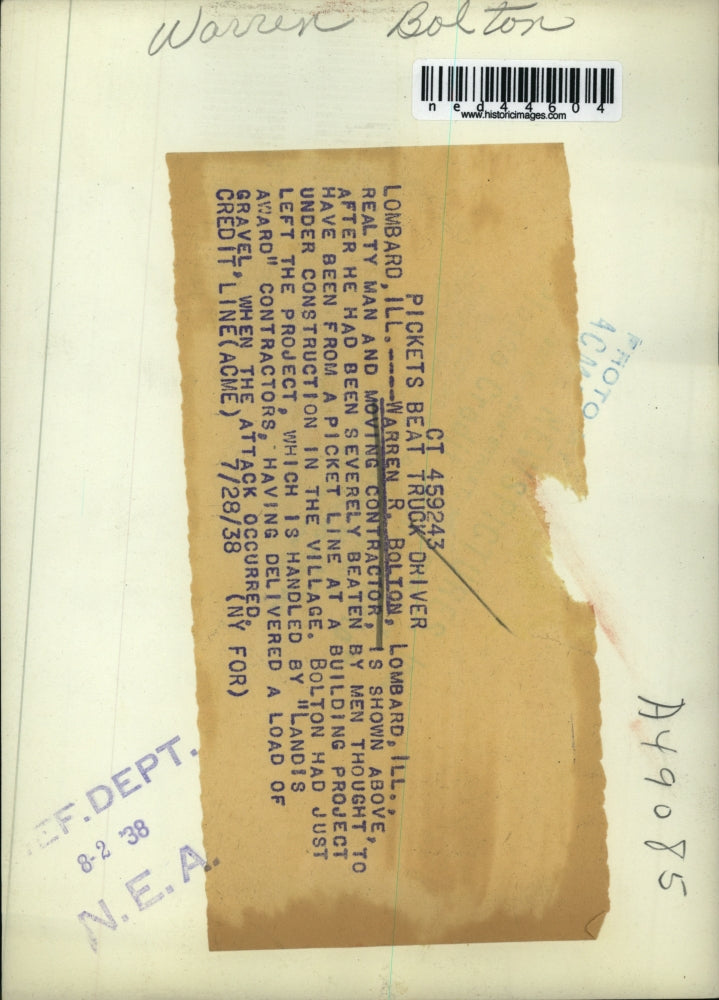 Warren Bolton
ned44604
www.historicimages.com
PHOTO
ACME
CT 459243
PICKETS BEAT TRUCK DRIVER
LOMBARD, ILL.----WARREN R. BOLTON, LOMBARD, ILL.,
REALTY MAN AND MOVING CONTRACTOR, IS SHOWN ABOVE,
AFTER HE HAD BEEN SEVERELY BEATEN BY MEN THOUGHT TO
HAVE BEEN FROM A PICKET LINE AT A BUILDING PROJECT
UNDER CONSTRUCTION IN THE VILLAGE. BOLTON HAD JUST
LEFT THE PROJECT, WHICH IS HANDLED BY "LANDIS
AWARD" CONTRACTORS, HAVING DELIVERED A LOAD OF
GRAVEL, WHEN THE ATTACK OCCURRED.
CREDIT LINE (ACME) 7/28/38 (NY FOR)
A49085
EF. DEPT.
8-2 '38
N.E.A.